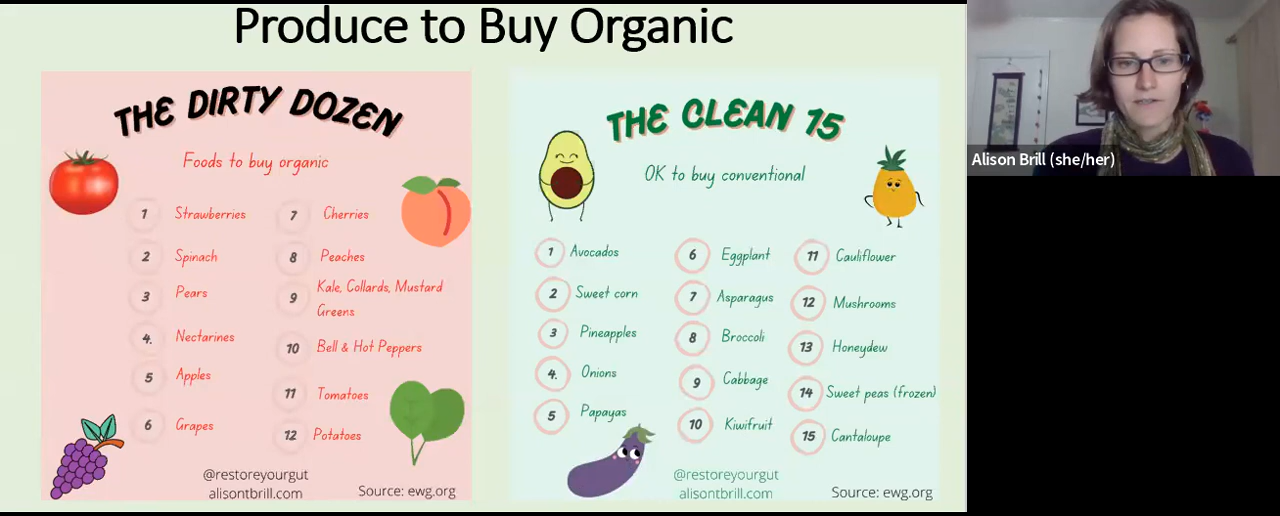 Produce to Buy Organic
THE DIRTY DOZEN
Foods to buy organic
1 Strawberries
2 Spinach
3 Pears
4. Nectarines
5 Apples
6 Grapes
7 Cherries
8 Peaches
9 Kale, Collards, Mustard
Greens
10 Bell & Hot Peppers
11 Tomatoes
12 Potatoes
@restoreyourgut
alisontbrill.com
Source: ewg.org
THE CLEAN 15
OK to buy conventional
1 Avocados
2 Sweet corn
3 Pineapples
4. Onions
5 Papayas
6 Eggplant
7 Asparagus
8 Broccoli
9 Cabbage
10 Kiwifruit
11 Cauliflower
12 Mushrooms
13 Honeydew
14 Sweet peas (frozen)
15 Cantaloupe
@restoreyourgut
alisontbrill.com
Source: ewg.org
Alison Brill (she/her)